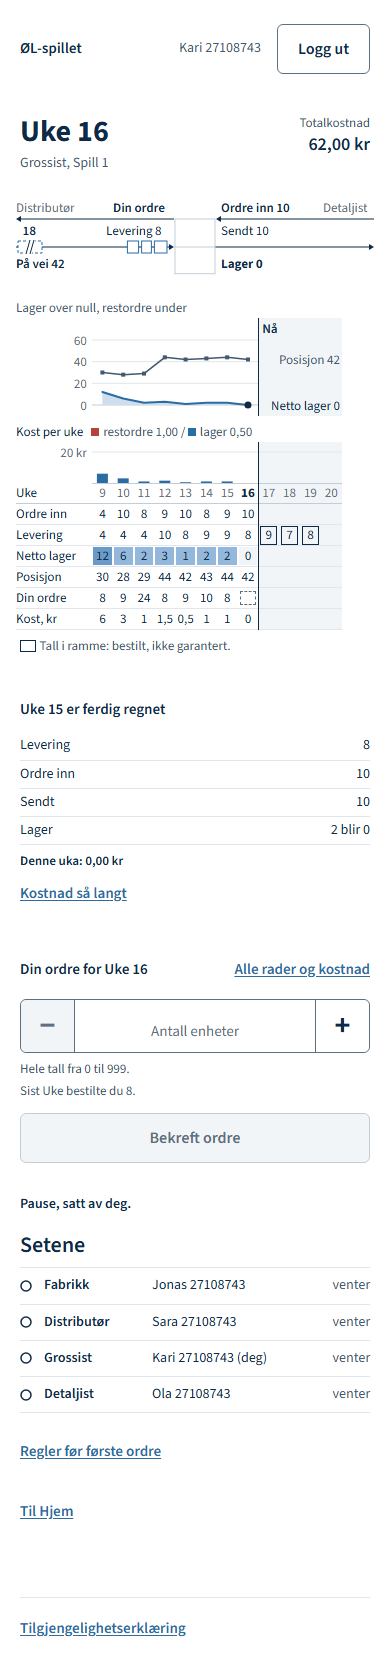 ØL-spillet Kari 27108743 Logg ut
Uke 16 Totalkostnad
62,00 kr
Grossist, Spill 1
Distributør Din ordre Ordre inn 10 Detaljist
18 Levering 8 Sendt 10
På vei 42 Lager 0
Lager over null, restordre under
Nå
60
40 Posisjon 42
20
0 Netto lager 0
Kost per uke restordre 1,00 / lager 0,50
20 kr
Uke 9 10 11 12 13 14 15 16 17 18 19 20
Ordre inn 4 10 8 9 10 8 9 10
Levering 4 4 4 10 8 9 9 8 9 7 8
Netto lager 12 6 2 3 1 2 2 0
Posisjon 30 28 29 44 42 43 44 42
Din ordre 8 9 24 8 9 10 8
Kost, kr 6 3 1 1,5 0,5 1 1 0
Tall i ramme: bestilt, ikke garantert.
Uke 15 er ferdig regnet
Levering 8
Ordre inn 10
Sendt 10
Lager 2 blir 0
Denne uka: 0,00 kr
Kostnad så langt
Din ordre for Uke 16 Alle rader og kostnad
− Antall enheter +
Hele tall fra 0 til 999.
Sist Uke bestilte du 8.
Bekreft ordre
Pause, satt av deg.
Setene
Fabrikk Jonas 27108743 venter
Distributør Sara 27108743 venter
Grossist Kari 27108743 (deg) venter
Detaljist Ola 27108743 venter
Regler før første ordre
Til Hjem
Tilgjengelighetserklæring